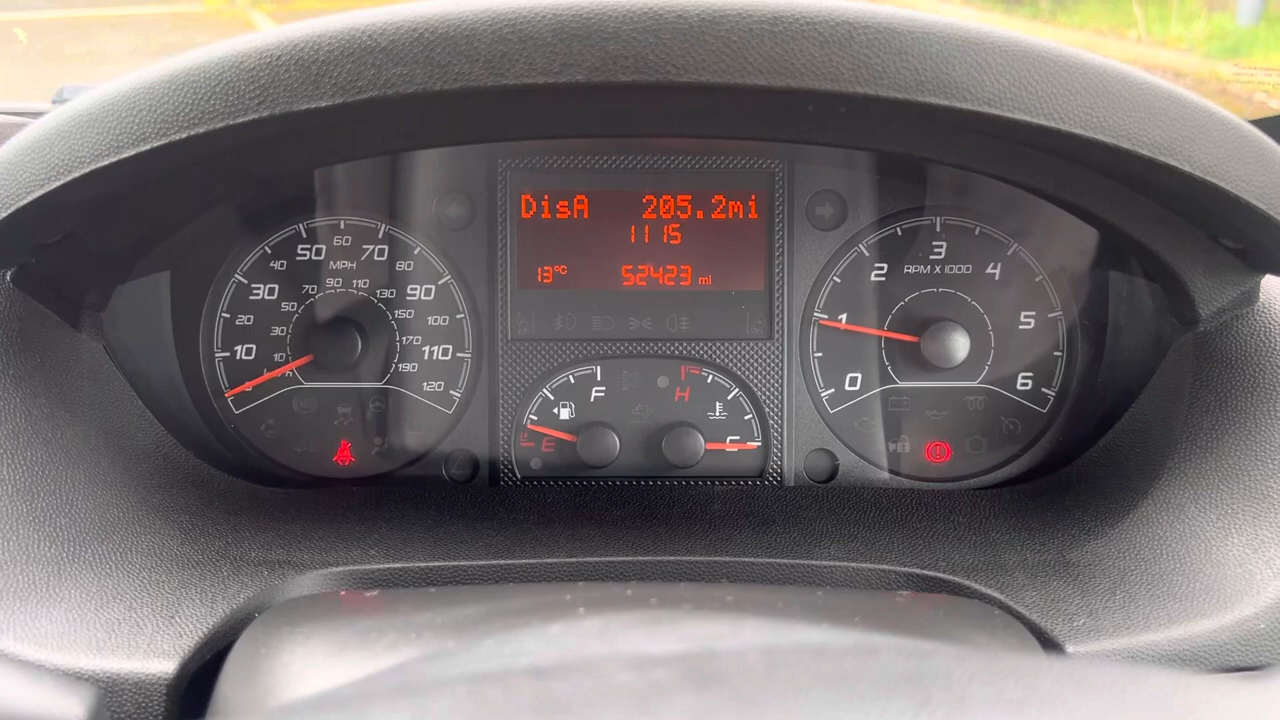 DisA 205.2mi
11 15
13°C 52423 mi
10 20 30 40 50 60 70 80 90 100 110 120
MPH
10 30 50 70 90 110 130 150 170 190
0 1 2 3 4 5 6
RPM X 1000
F
E
H
C